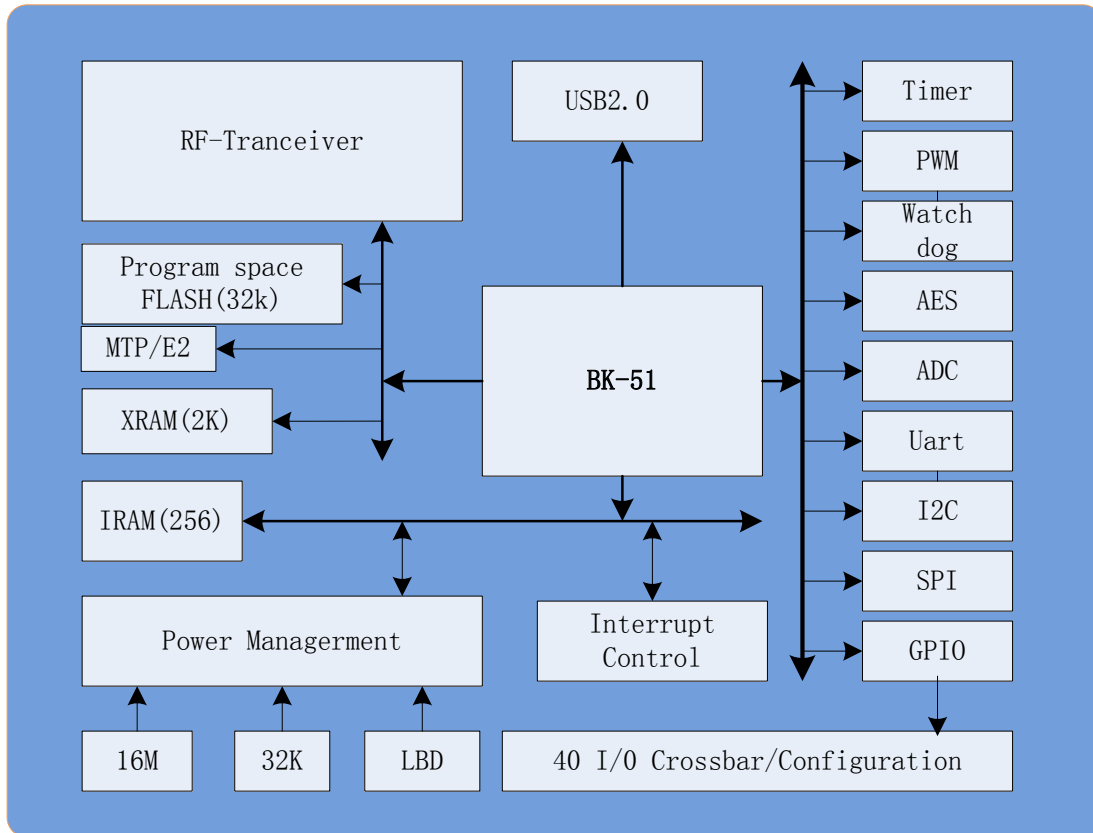 RF-Tranceiver
USB2.0
Timer
PWM
Watch
dog
AES
ADC
Uart
I2C
SPI
GPIO
Program space
FLASH(32k)
MTP/E2
XRAM(2K)
IRAM(256)
BK-51
Power Managerment
Interrupt
Control
16M
32K
LBD
40 I/O Crossbar/Configuration